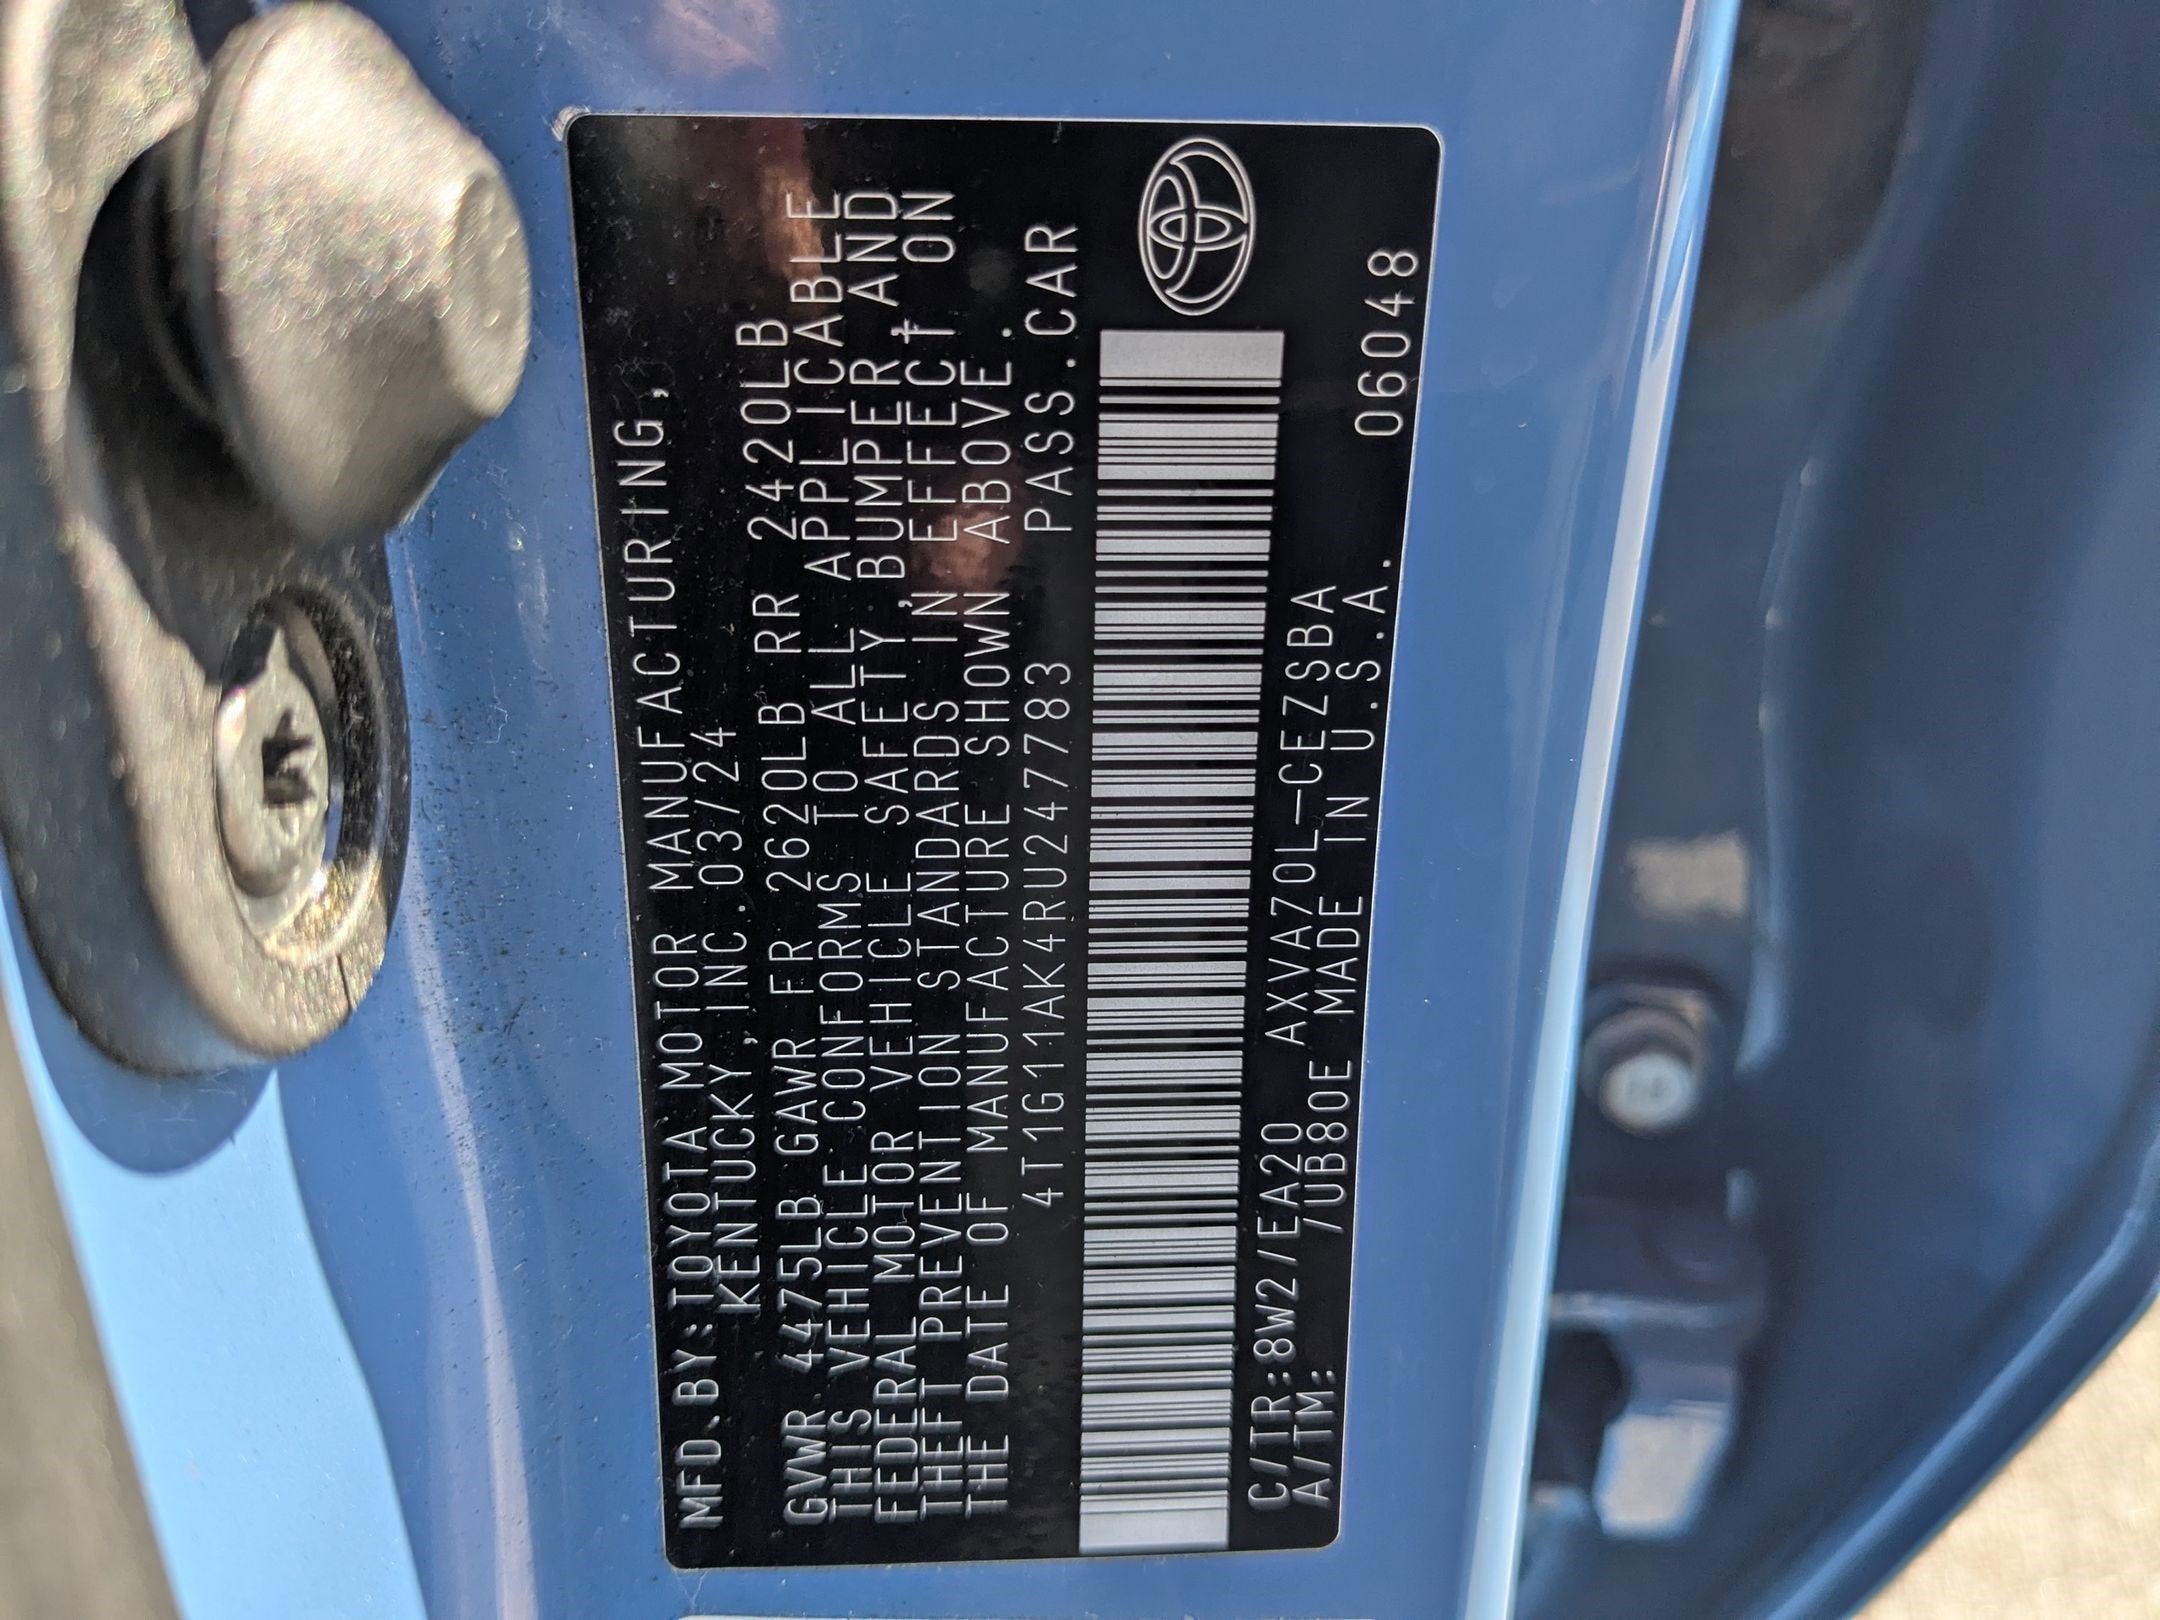 MFD.BY:TOYOTA MOTOR MANUFACTURING,
KENTUCKY,INC.03/24
GVWR 4475LB GAWR FR 2620LB RR 2420LB
THIS VEHICLE CONFORMS TO ALL APPLICABLE
FEDERAL MOTOR VEHICLE SAFETY, BUMPER AND
THEFT PREVENTION STANDARDS IN EFFECT ON
THE DATE OF MANUFACTURE SHOWN ABOVE.
4T1G11AK4RU247783 PASS.CAR
C/TR:8W2/EA20 AXVA70L-CEZSBA
A/TM: /UB80E MADE IN U.S.A. 06048